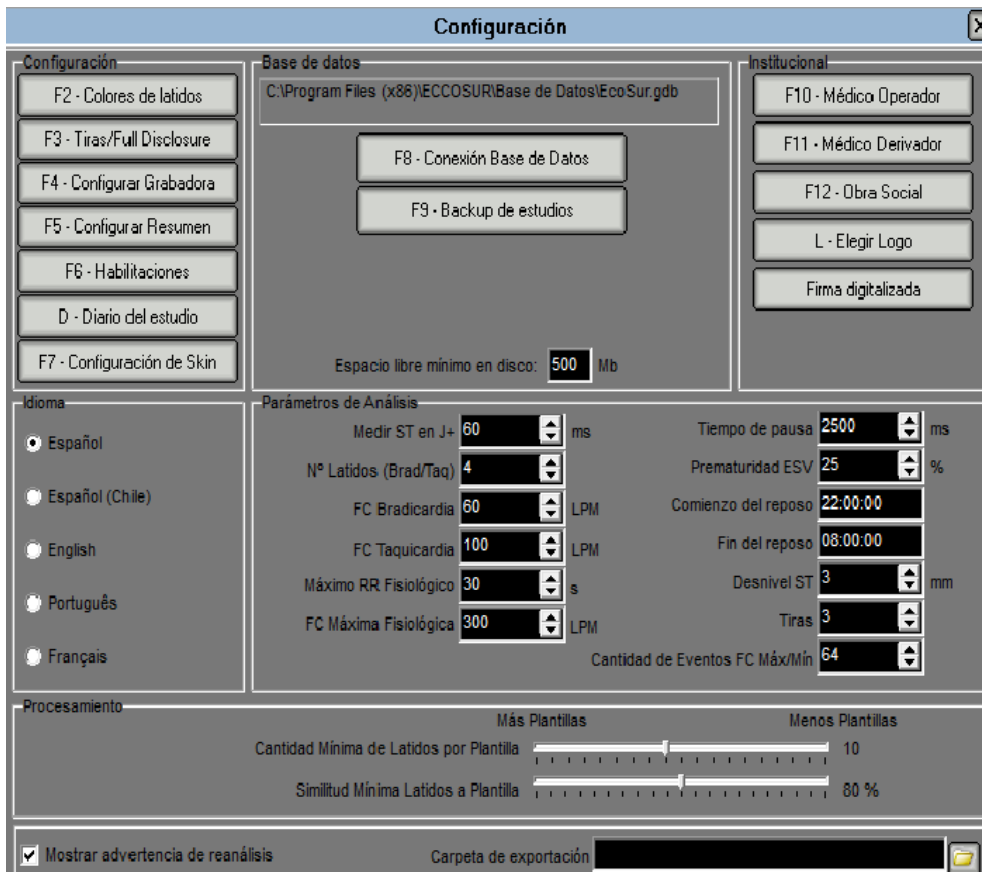 Configuración
Configuración
F2 - Colores de latidos
F3 - Tiras/Full Disclosure
F4 - Configurar Grabadora
F5 - Configurar Resumen
F6 - Habilitaciones
D - Diario del estudio
F7 - Configuración de Skin
Base de datos
C:\Program Files (x86)\ECCOSUR\Base de Datos\EcoSur.gdb
F8 - Conexión Base de Datos
F9 - Backup de estudios
Espacio libre mínimo en disco: 500 Mb
Institucional
F10 - Médico Operador
F11 - Médico Derivador
F12 - Obra Social
L - Elegir Logo
Firma digitalizada
Idioma
Español
Español (Chile)
English
Português
Français
Parámetros de Análisis
Medir ST en J+ 60 ms
Nº Latidos (Brad/Taq) 4
FC Bradicardia 60 LPM
FC Taquicardia 100 LPM
Máximo RR Fisiológico 30 s
FC Máxima Fisiológica 300 LPM
Tiempo de pausa 2500 ms
Prematuridad ESV 25 %
Comienzo del reposo 22:00:00
Fin del reposo 08:00:00
Desnivel ST 3 mm
Tiras 3
Cantidad de Eventos FC Máx/Mín 64
Procesamiento
Más Plantillas Menos Plantillas
Cantidad Mínima de Latidos por Plantilla 10
Similitud Mínima Latidos a Plantilla 80 %
Mostrar advertencia de reanálisis Carpeta de exportación